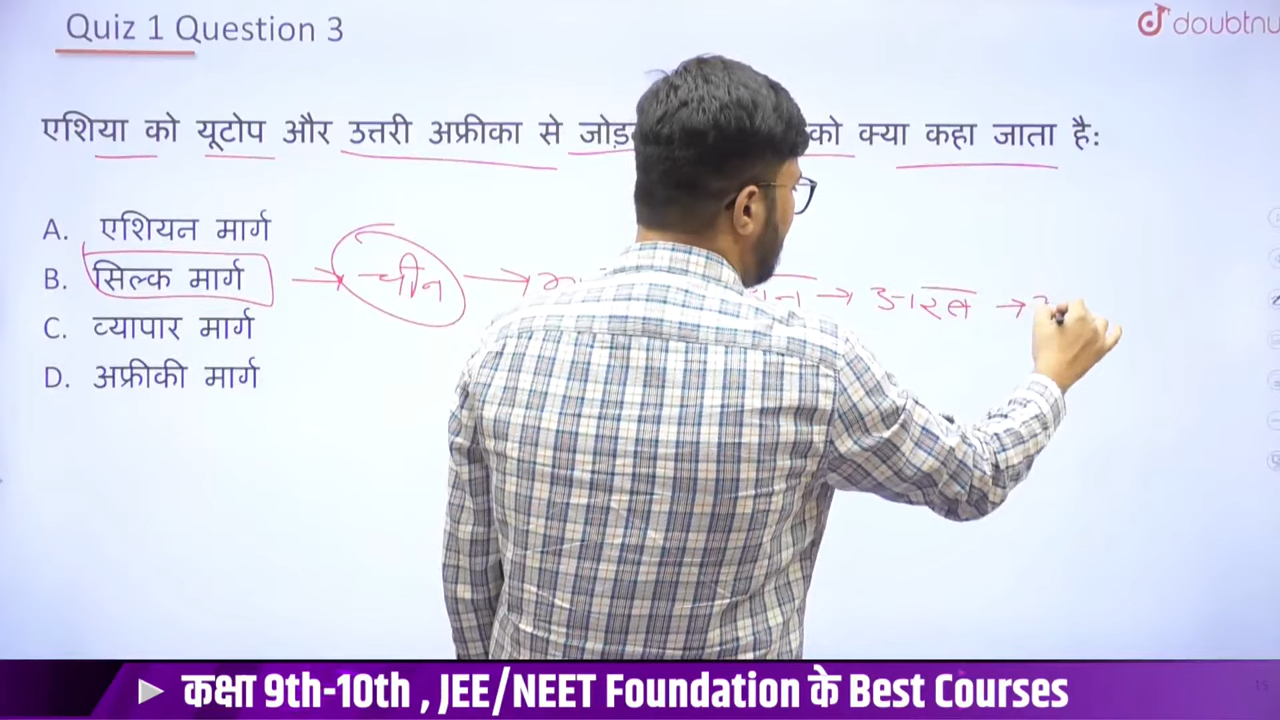 Quiz 1 Question 3
doubtnu
एशिया को यूटोप और उत्तरी अफ्रीका से जोड़ को क्या कहा जाता है:
A. एशियन मार्ग
B. सिल्क मार्ग → चीन → → अरब →
C. व्यापार मार्ग
D. अफ्रीकी मार्ग
कक्षा 9th-10th , JEE/NEET Foundation के Best Courses